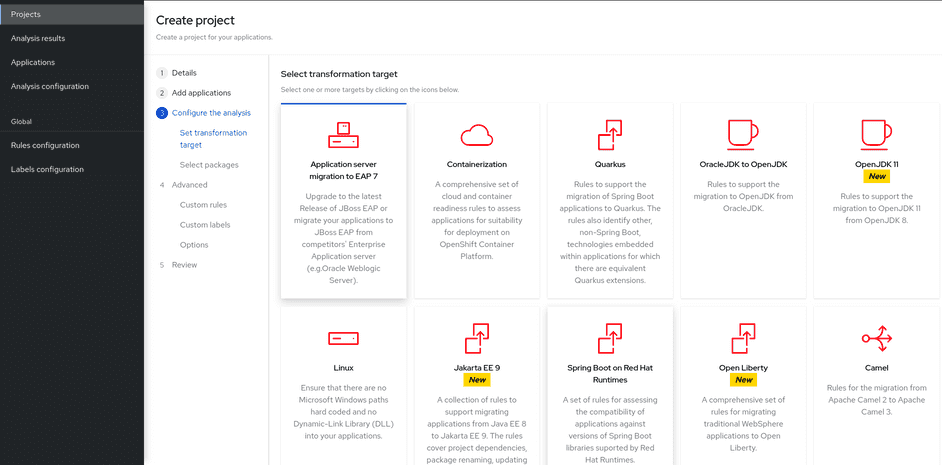 Projects
Analysis results
Applications
Analysis configuration
Global
Rules configuration
Labels configuration
Create project
Create a project for your applications.
1 Details
2 Add applications
3 Configure the analysis
Set transformation
target
Select packages
4 Advanced
Custom rules
Custom labels
Options
5 Review
Select transformation target
Select one or more targets by clicking on the icons below.
Application server
migration to EAP 7
Upgrade to the latest
Release of JBoss EAP or
migrate your applications to
JBoss EAP from
competitors' Enterprise
Application server
(e.g.Oracle Weblogic
Server).
Containerization
A comprehensive set of
cloud and container
readiness rules to assess
applications for suitability
for deployment on
OpenShift Container
Platform.
Quarkus
Rules to support the
migration of Spring Boot
applications to Quarkus. The
rules also identify other,
non-Spring Boot,
technologies embedded
within applications for which
there are equivalent
Quarkus extensions.
OracleJDK to OpenJDK
Rules to support the
migration to OpenJDK from
OracleJDK.
OpenJDK 11
New
Rules to support the
migration to OpenJDK 11
from OpenJDK 8.
Linux
Ensure that there are no
Microsoft Windows paths
hard coded and no
Dynamic-Link Library (DLL)
into your applications.
Jakarta EE 9
New
A collection of rules to
support migrating
applications from Java EE 8
to Jakarta EE 9. The rules
cover project dependencies,
package renaming, updating
Spring Boot on Red Hat
Runtimes
A set of rules for assessing
the compatibility of
applications against
versions of Spring Boot
libraries suported by Red
Hat Runtimes.
Open Liberty
New
A comprehensive set of
rules for migrating
traditional WebSphere
applications to Open
Liberty.
Camel
Rules for the migration from
Apache Camel 2 to Apache
Camel 3.